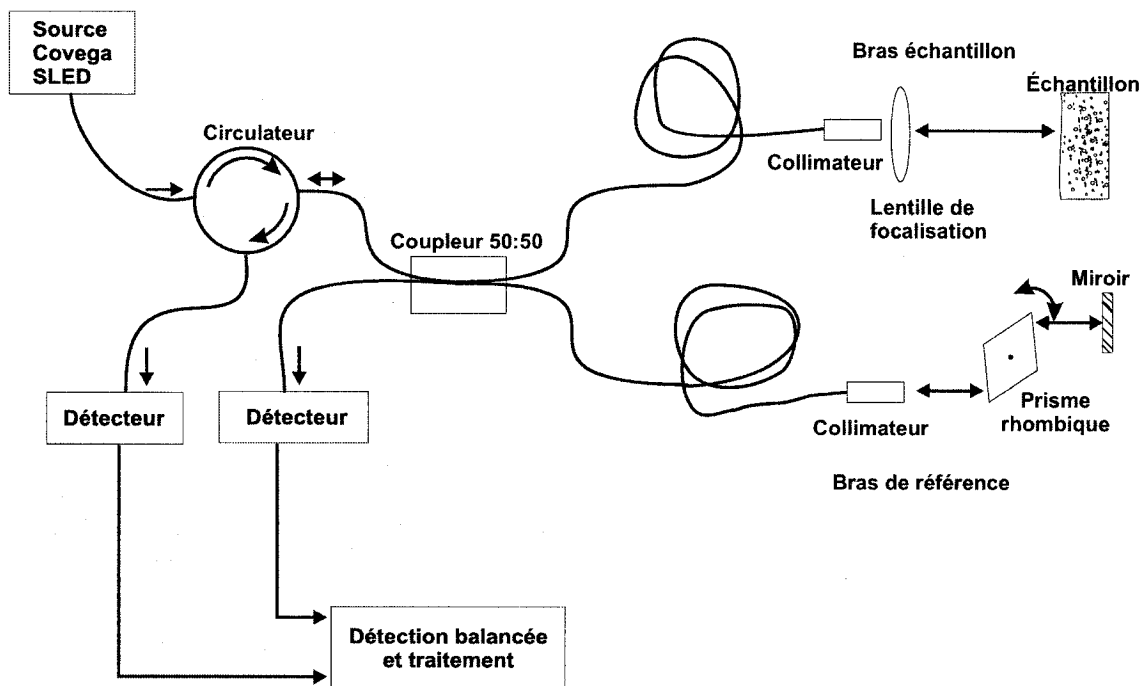 Source
Covega
SLED
Circulateur
Bras échantillon
Échantillon
Collimateur
Lentille de
focalisation
Coupleur 50:50
Miroir
Prisme
rhombique
Collimateur
Bras de référence
Détecteur
Détecteur
Détection balancée
et traitement